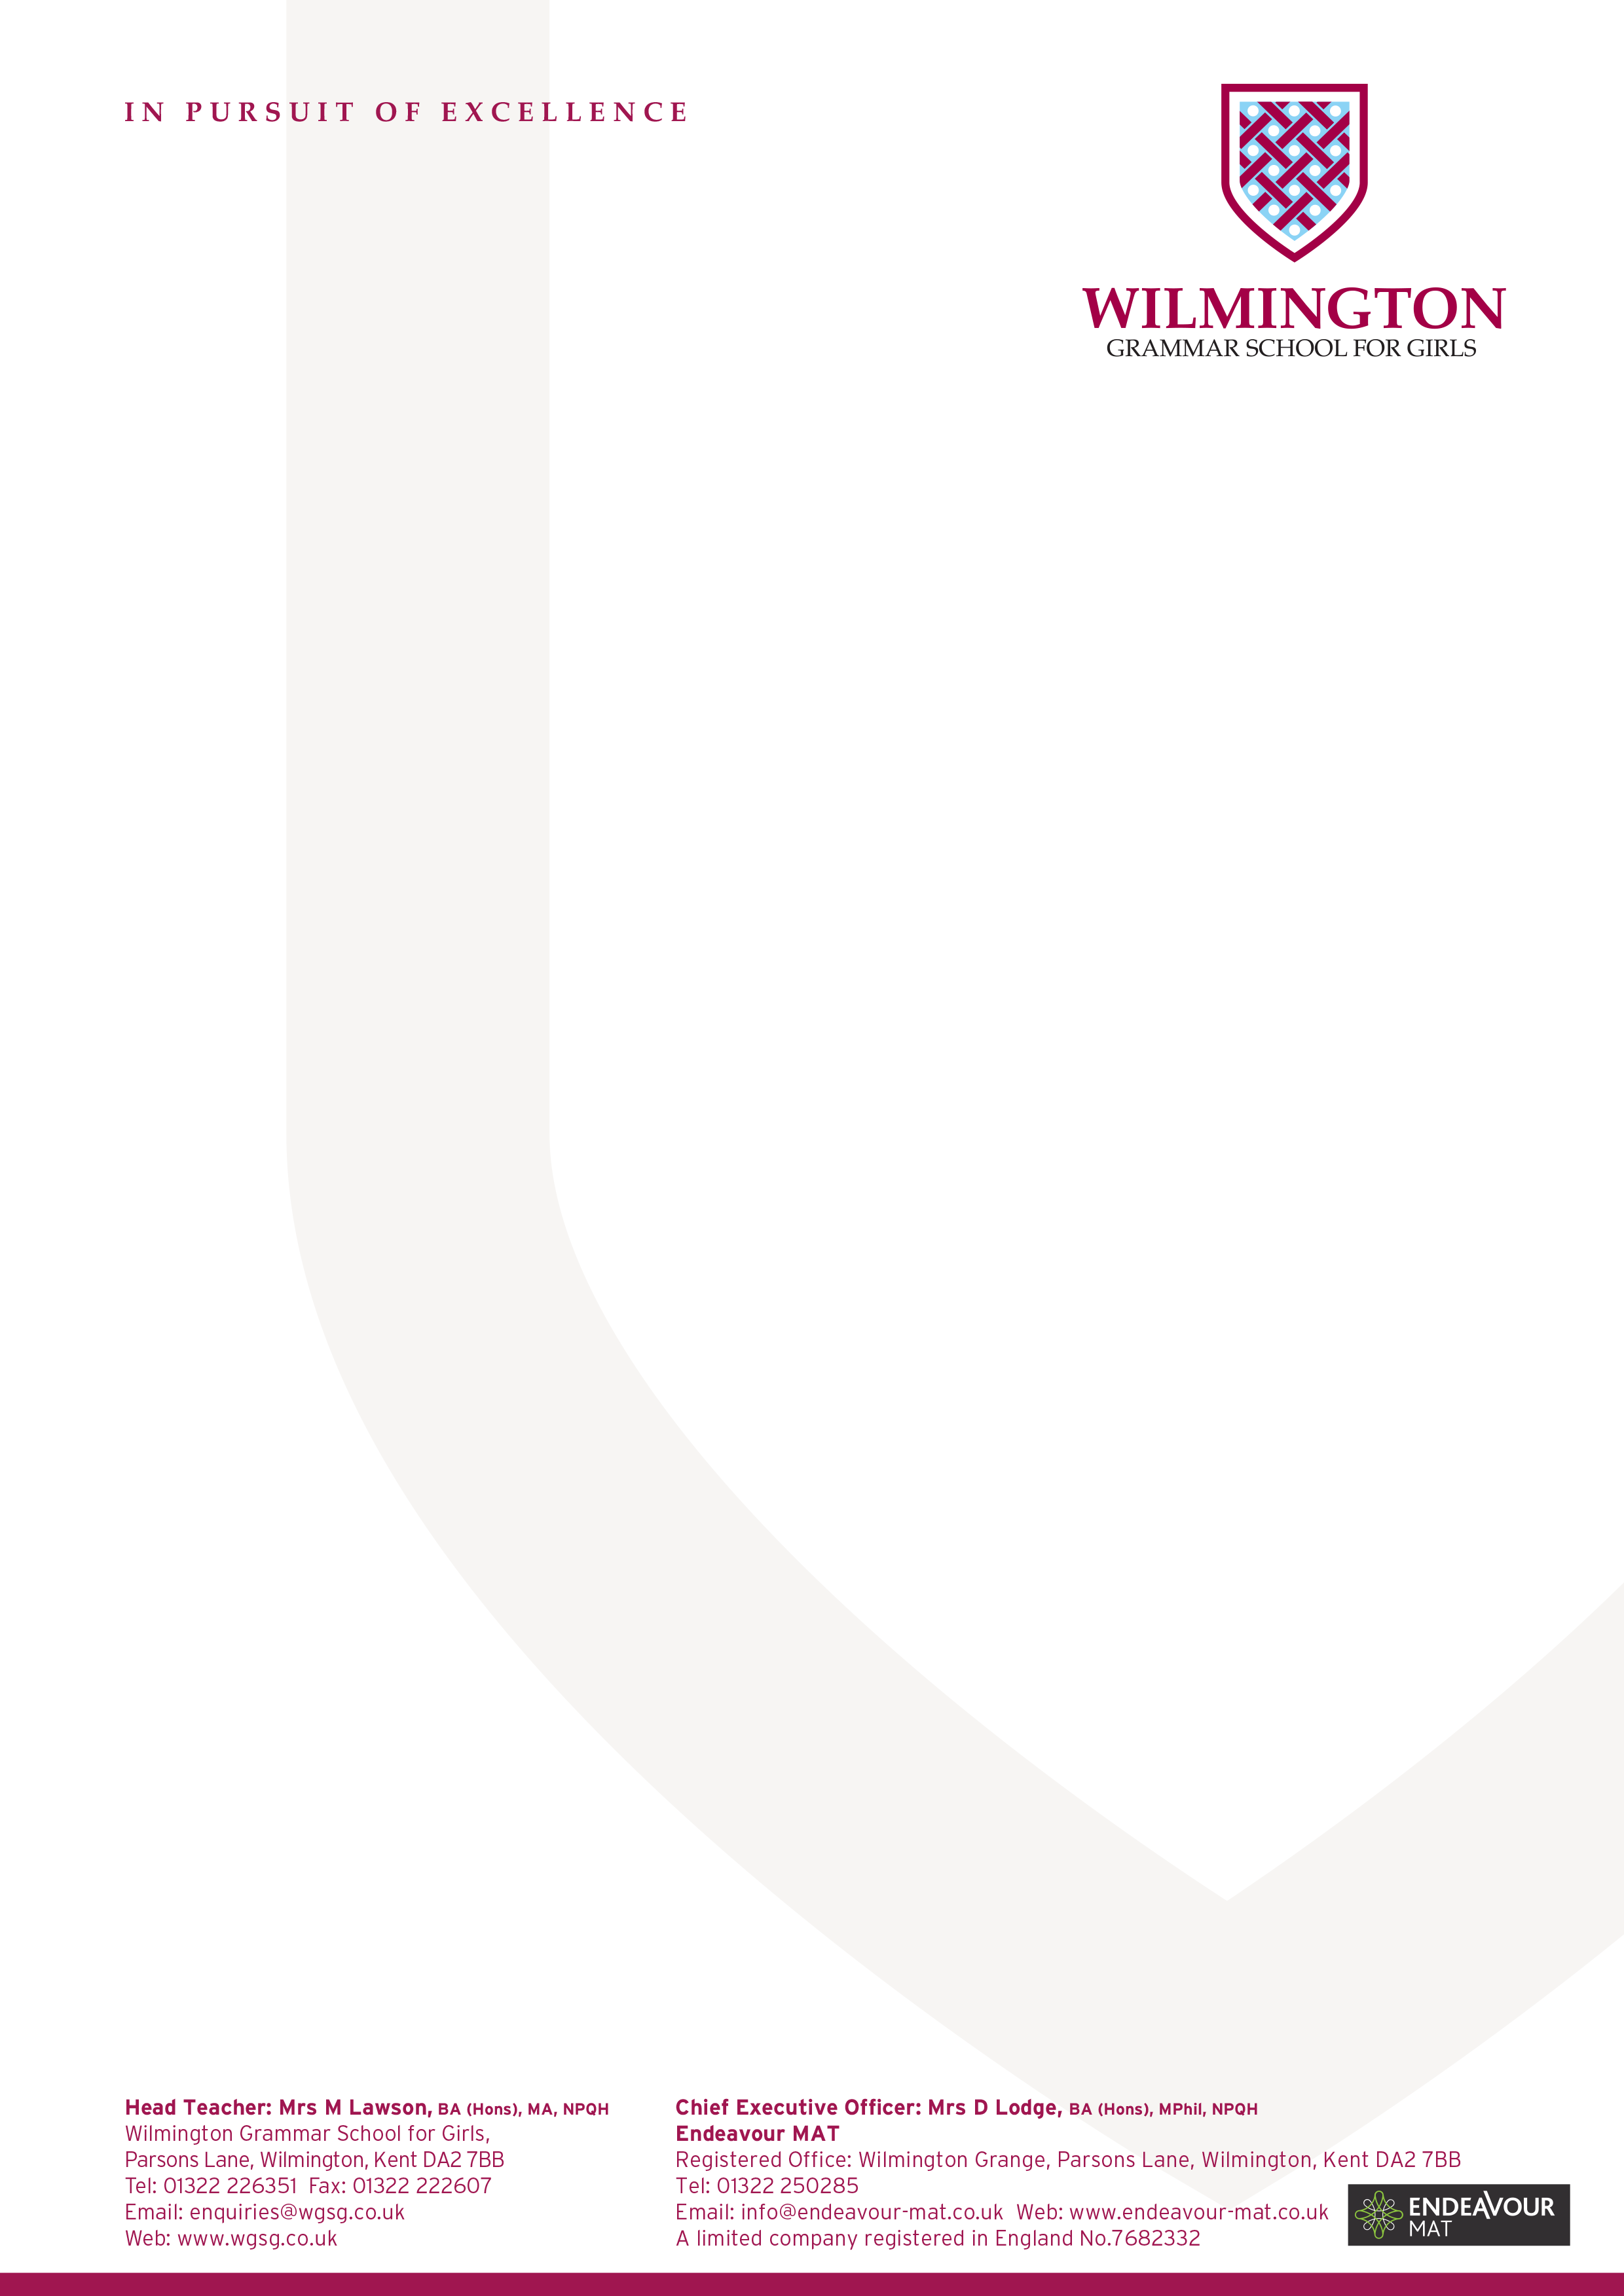 IN PURSUIT OF EXCELLENCE
WILMINGTON
GRAMMAR SCHOOL FOR GIRLS
Head Teacher: Mrs M Lawson, BA (Hons), MA, NPQH
Wilmington Grammar School for Girls,
Parsons Lane, Wilmington, Kent DA2 7BB
Tel: 01322 226351 Fax: 01322 222607
Email: enquiries@wgsg.co.uk
Web: www.wgsg.co.uk
Chief Executive Officer: Mrs D Lodge, BA (Hons), MPhil, NPQH
Endeavour MAT
Registered Office: Wilmington Grange, Parsons Lane, Wilmington, Kent DA2 7BB
Tel: 01322 250285
Email: info@endeavour-mat.co.uk Web: www.endeavour-mat.co.uk
A limited company registered in England No.7682332
ENDEAVOUR
MAT